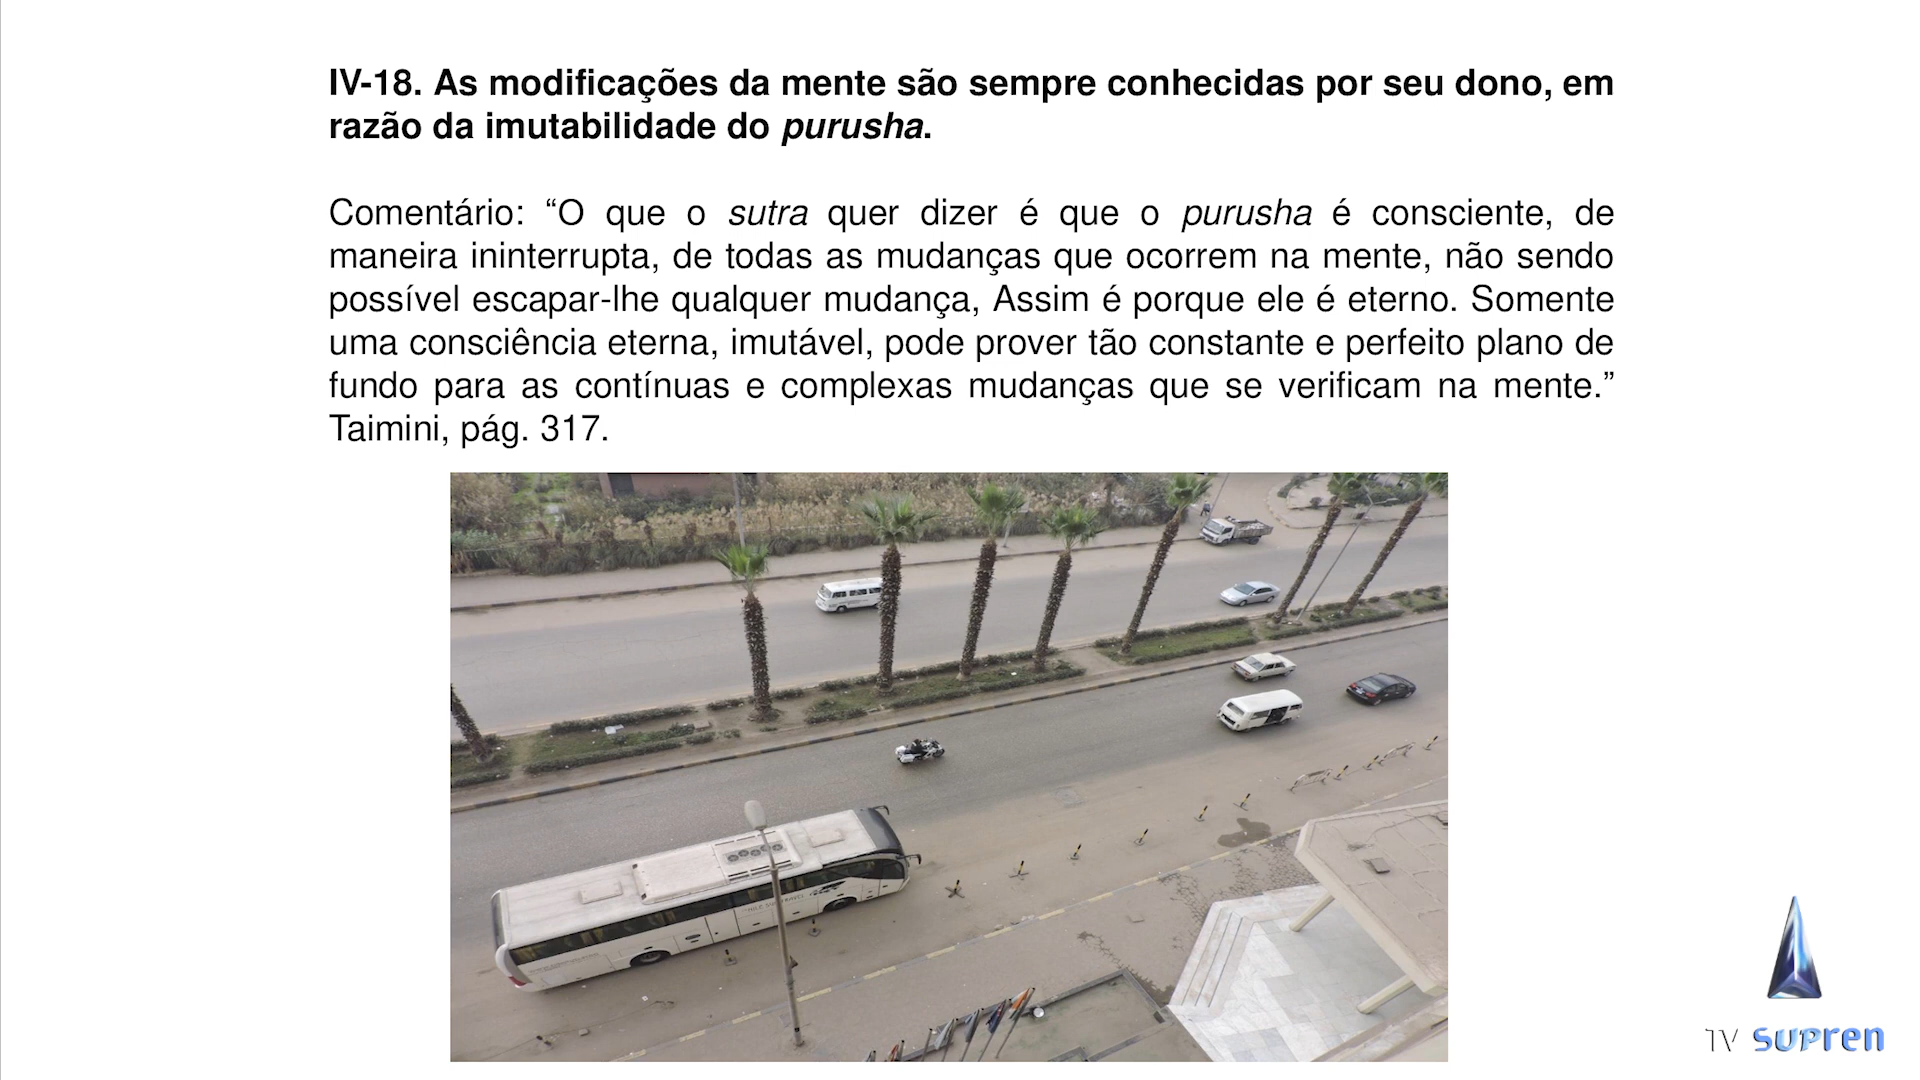 IV-18. As modificações da mente são sempre conhecidas por seu dono, em
razão da imutabilidade do purusha.
Comentário: “O que o sutra quer dizer é que o purusha é consciente, de
maneira ininterrupta, de todas as mudanças que ocorrem na mente, não sendo
possível escapar-lhe qualquer mudança, Assim é porque ele é eterno. Somente
uma consciência eterna, imutável, pode prover tão constante e perfeito plano de
fundo para as contínuas e complexas mudanças que se verificam na mente.”
Taimini, pág. 317.
TV SUPren